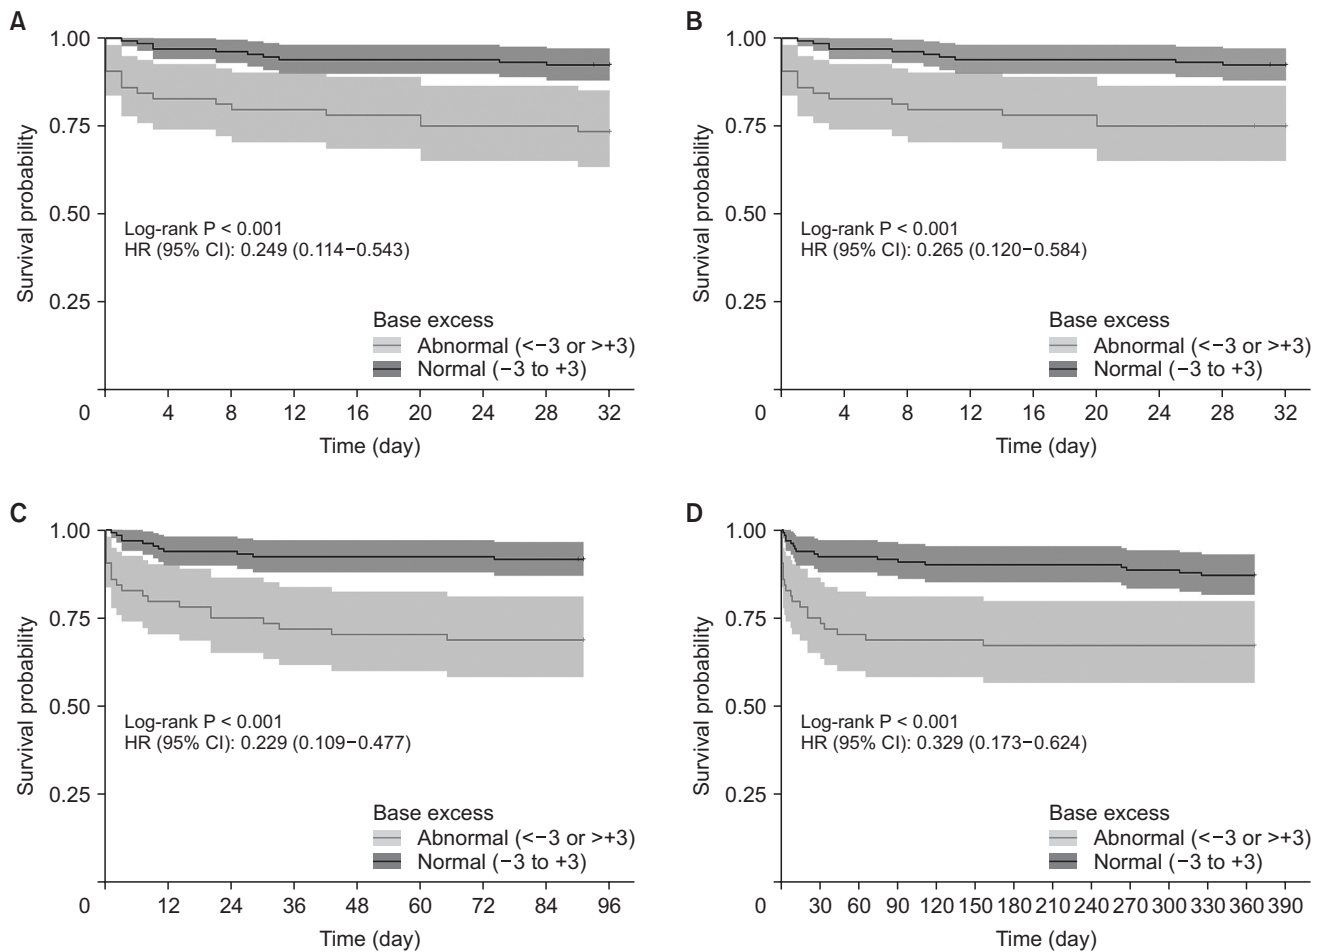 A
1.00
0.75
0.50
0.25
0
Survival probability
Log-rank P < 0.001
HR (95% CI): 0.249 (0.114−0.543)
Base excess
Abnormal (<−3 or >+3)
Normal (−3 to +3)
4 8 12 16 20 24 28 32
Time (day)
B
1.00
0.75
0.50
0.25
0
Survival probability
Log-rank P < 0.001
HR (95% CI): 0.265 (0.120−0.584)
Base excess
Abnormal (<−3 or >+3)
Normal (−3 to +3)
4 8 12 16 20 24 28 32
Time (day)
C
1.00
0.75
0.50
0.25
0
Survival probability
Log-rank P < 0.001
HR (95% CI): 0.229 (0.109−0.477)
Base excess
Abnormal (<−3 or >+3)
Normal (−3 to +3)
12 24 36 48 60 72 84 96
Time (day)
D
1.00
0.75
0.50
0.25
0
Survival probability
Log-rank P < 0.001
HR (95% CI): 0.329 (0.173−0.624)
Base excess
Abnormal (<−3 or >+3)
Normal (−3 to +3)
30 60 90 120 150 180 210 240 270 300 330 360 390
Time (day)